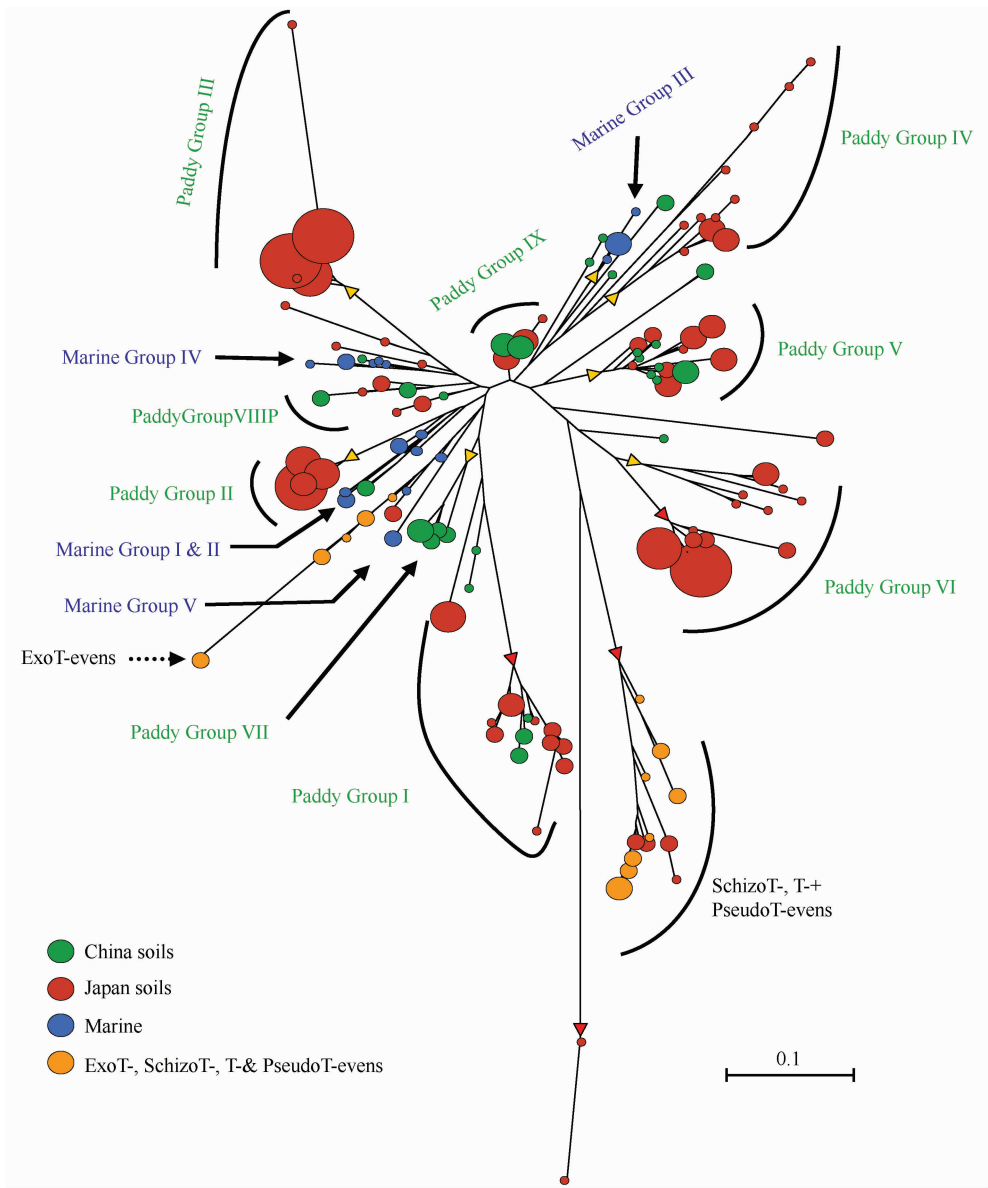 Paddy Group III
Marine Group III
Paddy Group IV
Paddy Group IX
Marine Group IV
Paddy Group V
PaddyGroupVIIIP
Paddy Group II
Marine Group I & II
Paddy Group VI
Marine Group V
ExoT-evens
Paddy Group VII
Paddy Group I
SchizoT-, T-+
PseudoT-evens
China soils
Japan soils
Marine
ExoT-, SchizoT-, T-& PseudoT-evens
0.1